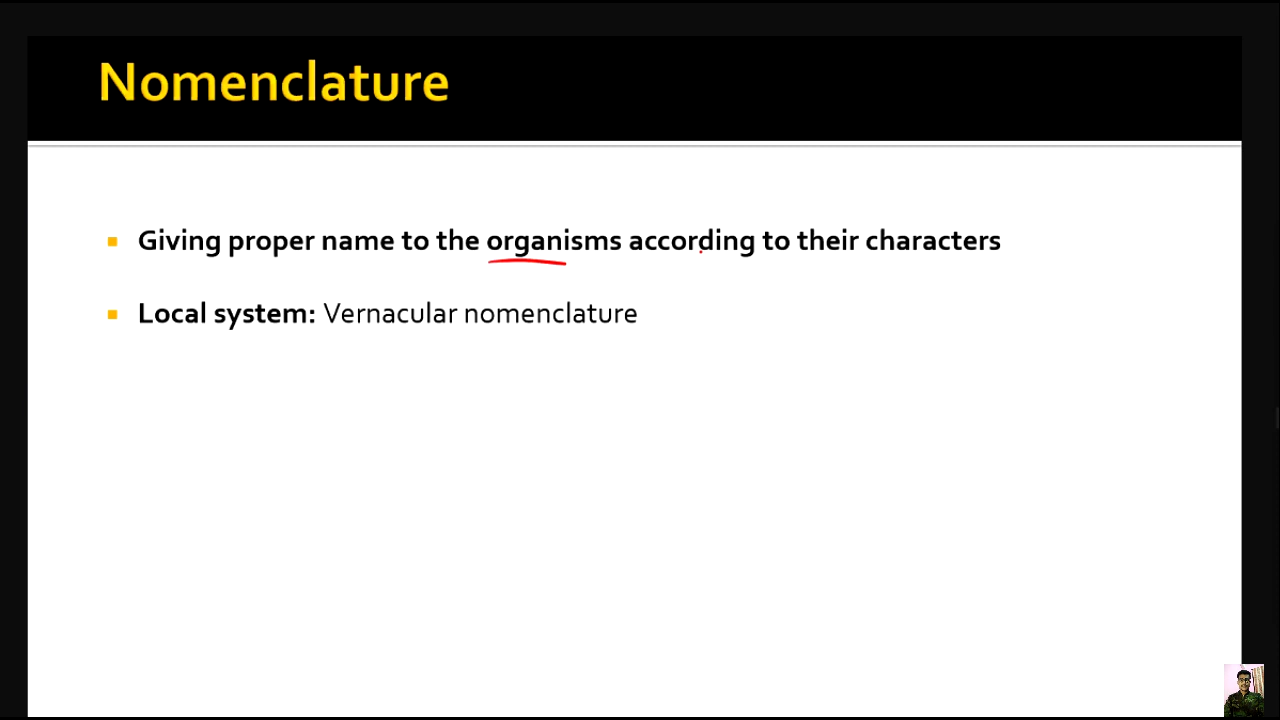 Nomenclature
Giving proper name to the organisms according to their characters
Local system: Vernacular nomenclature